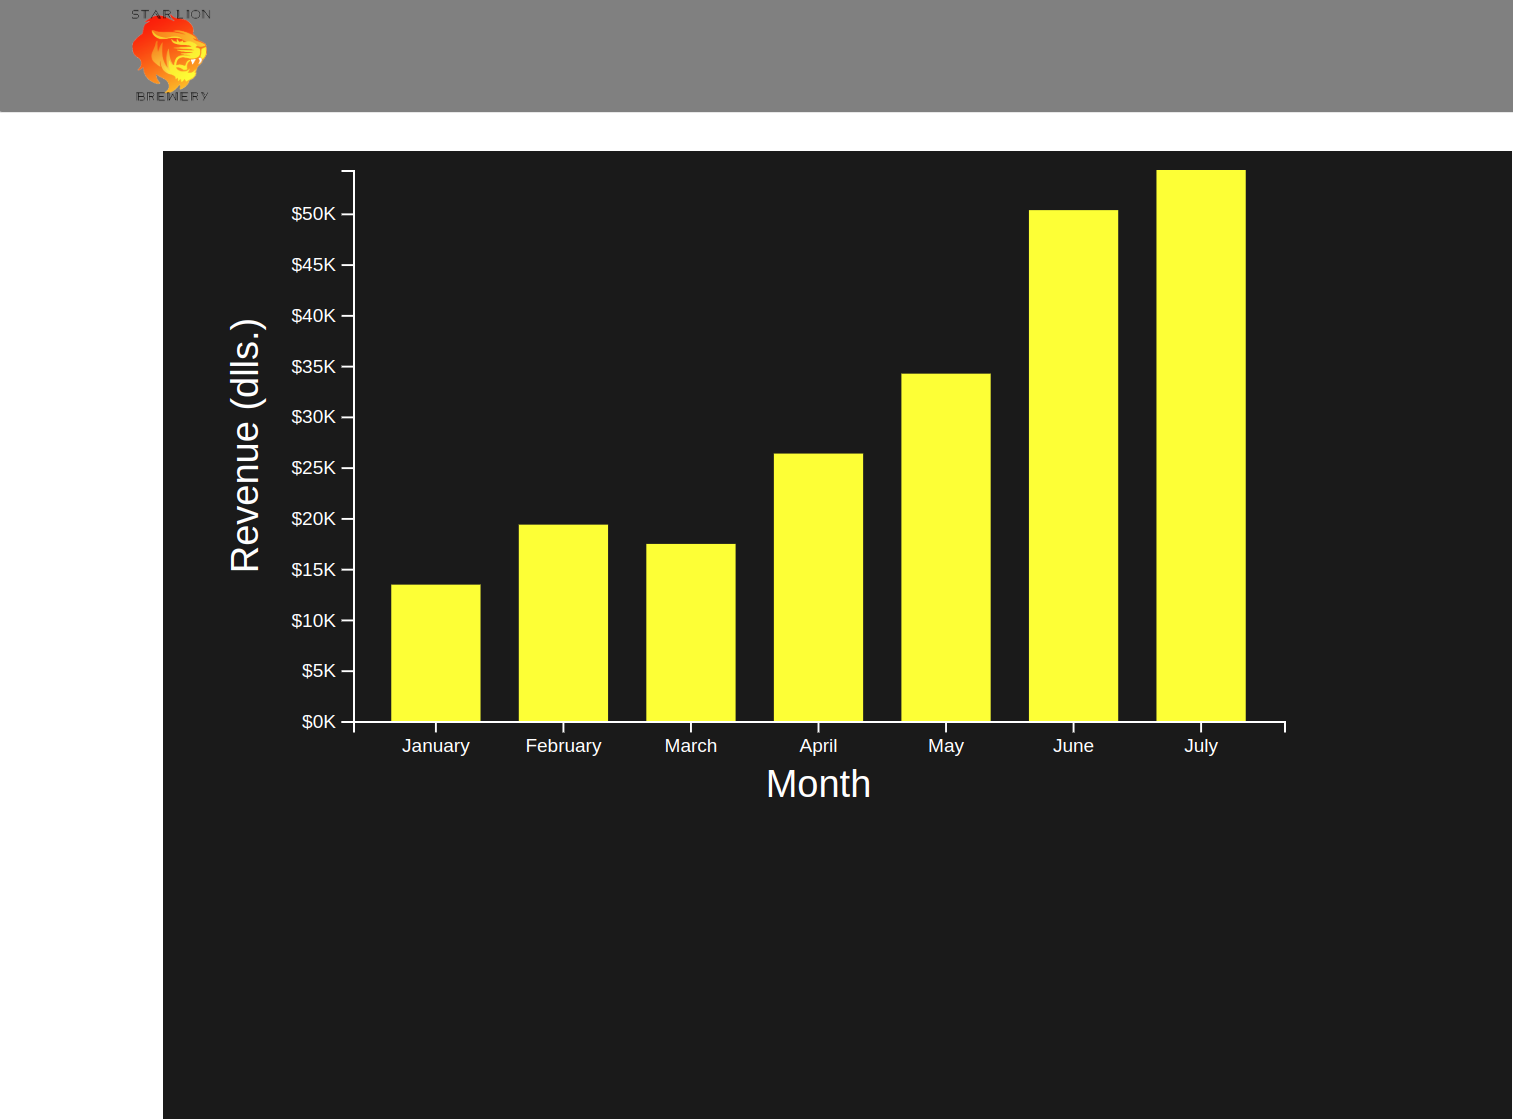 STAR LION
BREWERY
$50K
$45K
$40K
$35K
$30K
$25K
$20K
$15K
$10K
$5K
$0K
Revenue (dlls.)
January February March April May June July
Month